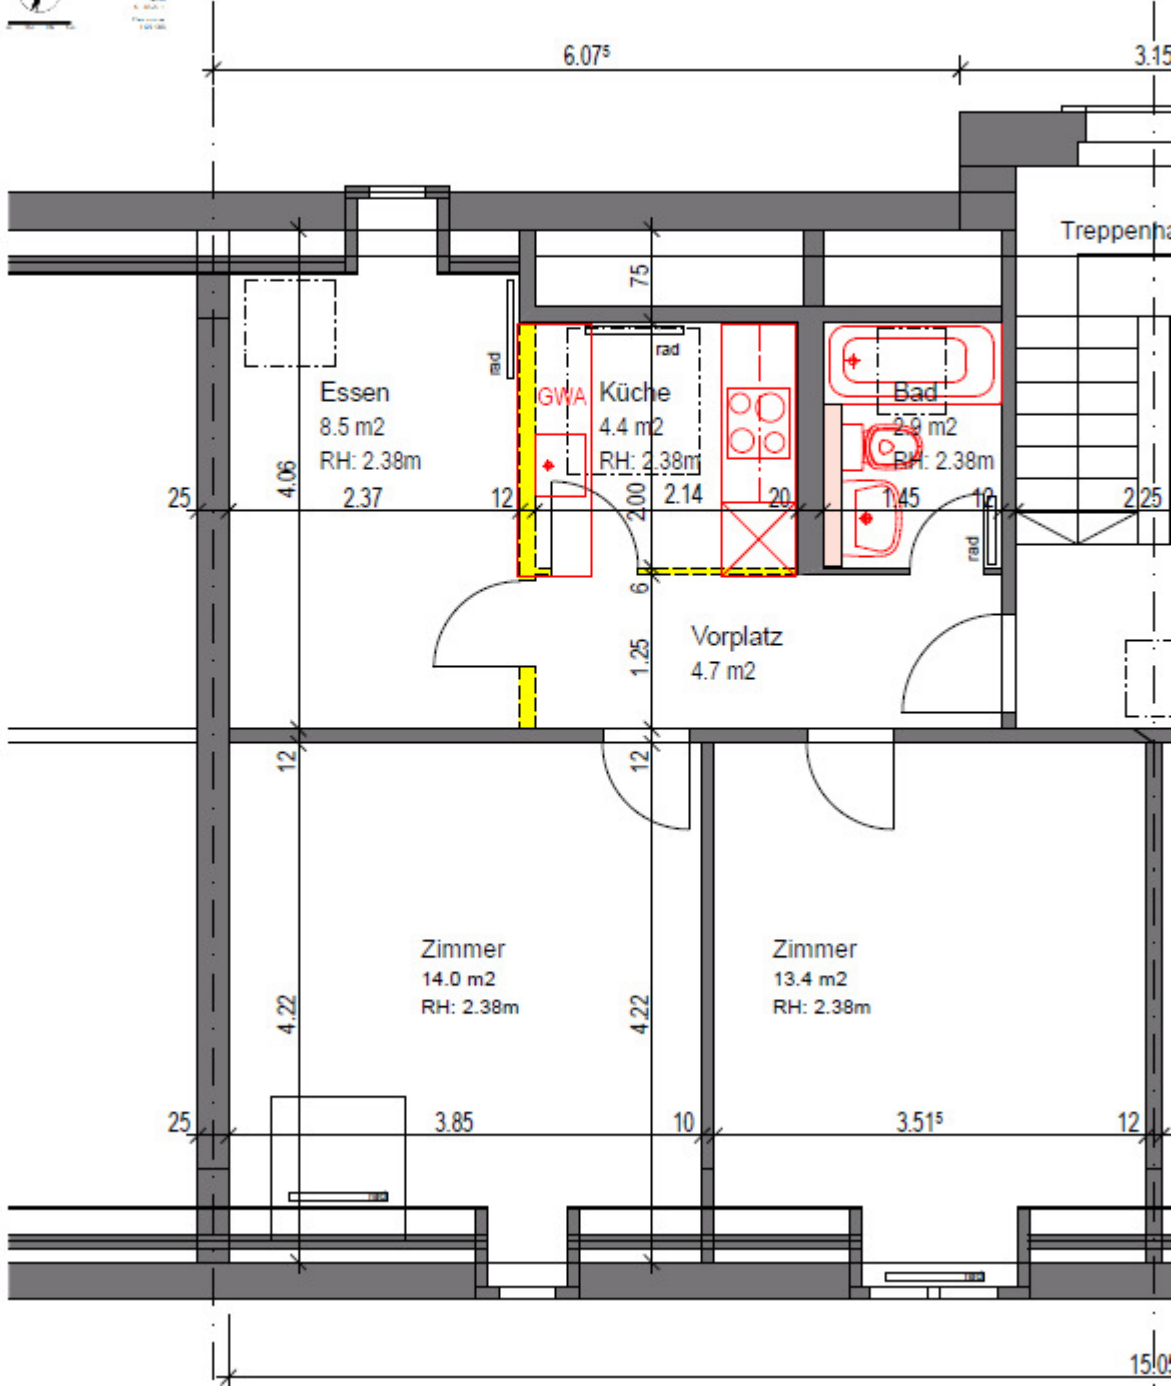 6.07⁵
3.15
Treppenha
75
rad
rad
Essen
8.5 m2
RH: 2.38m
GWA
Küche
4.4 m2
RH: 2.38m
Bad
2.9 m2
RH: 2.38m
4.06
25
2.37
12
2.00
2.14
20
1.45
12
2.25
rad
6
1.25
Vorplatz
4.7 m2
12
12
Zimmer
14.0 m2
RH: 2.38m
Zimmer
13.4 m2
RH: 2.38m
4.22
4.22
25
3.85
10
3.51⁵
12
15.05